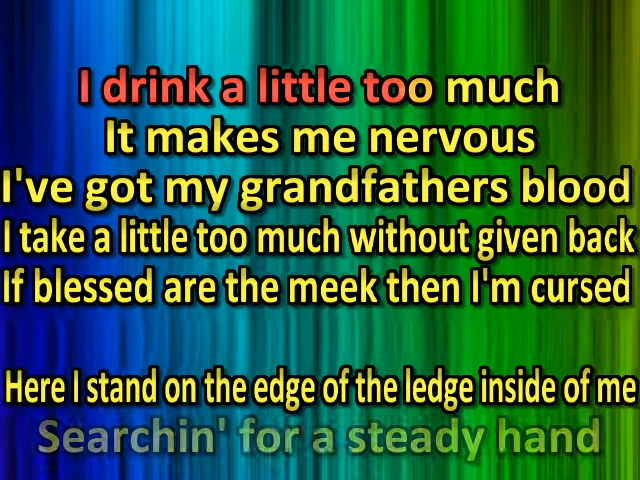 I drink a little too much
It makes me nervous
I've got my grandfathers blood
I take a little too much without given back
If blessed are the meek then I'm cursed
Here I stand on the edge of the ledge inside of me
Searchin' for a steady hand